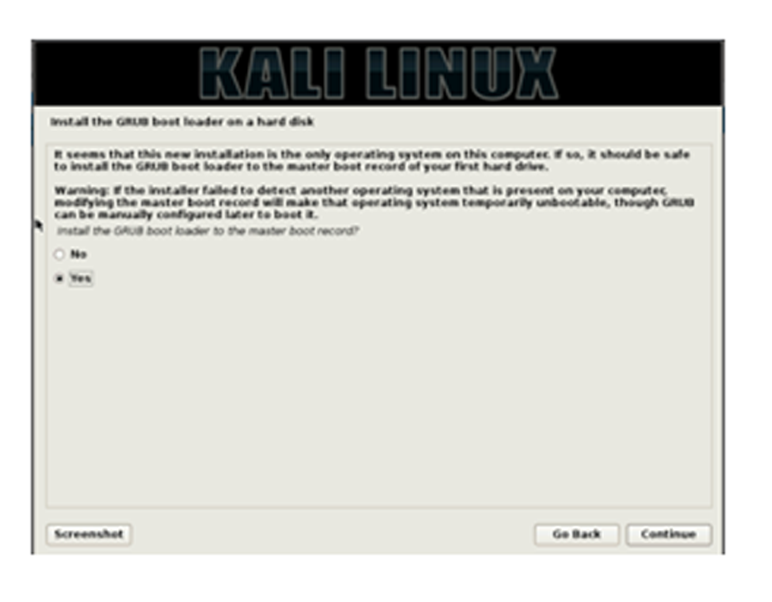 KALI LINUX
Install the GRUB boot loader on a hard disk
It seems that this new installation is the only operating system on this computer. If so, it should be safe
to install the GRUB boot loader to the master boot record of your first hard drive.
Warning: If the installer failed to detect another operating system that is present on your computer,
modifying the master boot record will make that operating system temporarily unbootable, though GRUB
can be manually configured later to boot it.
Install the GRUB boot loader to the master boot record?
No
Yes
Screenshot
Go Back
Continue